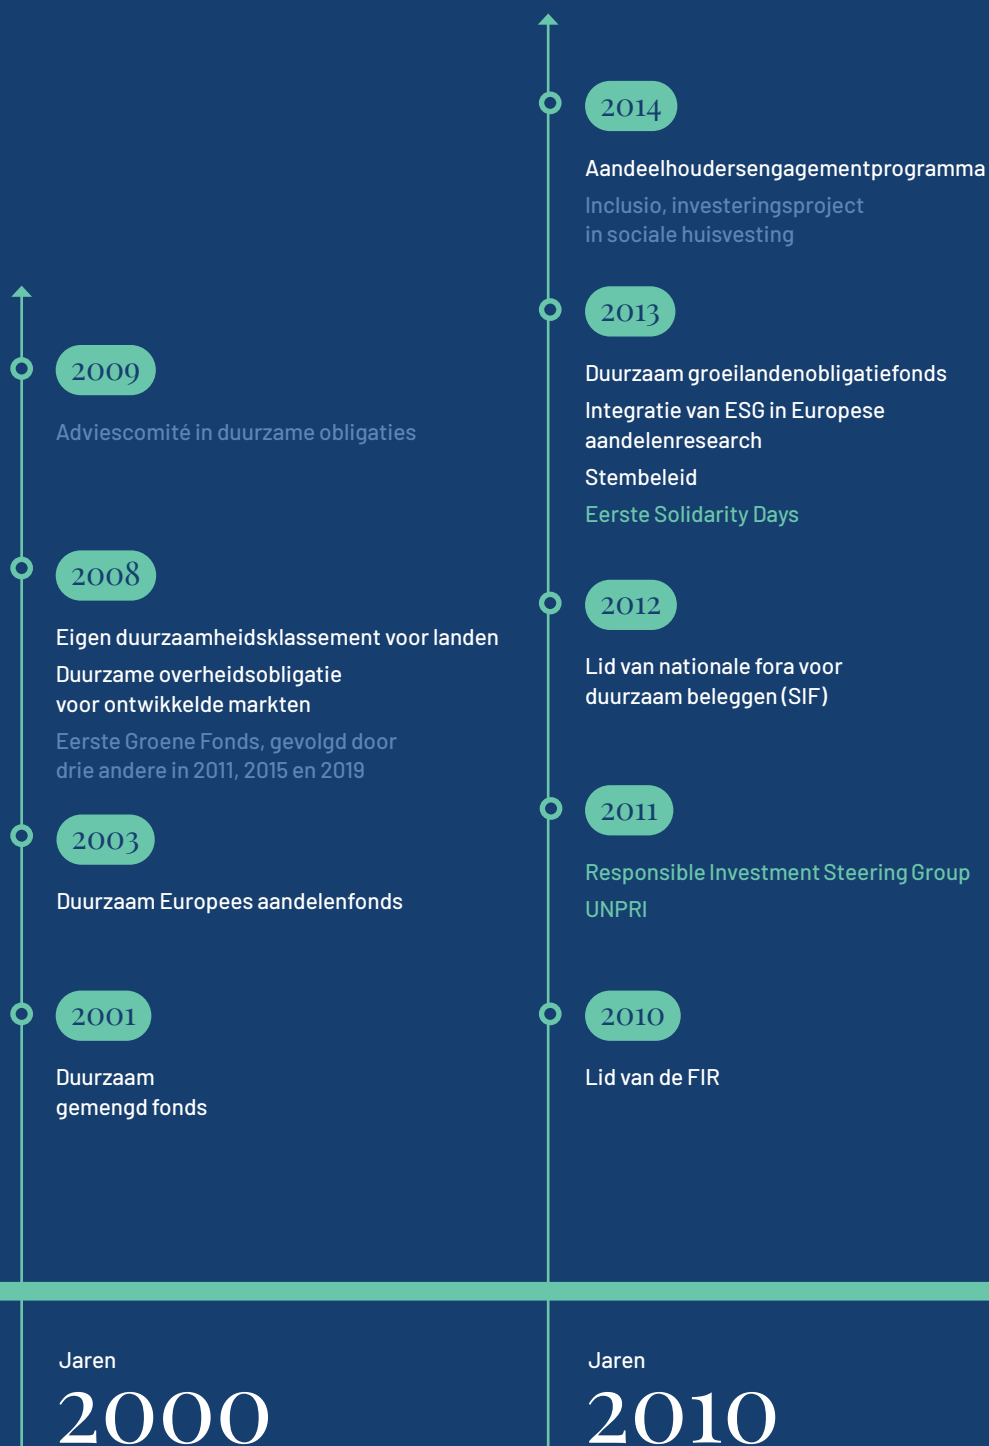 2009
Adviescomité in duurzame obligaties
2008
Eigen duurzaamheidsklassement voor landen
Duurzame overheidsobligatie
voor ontwikkelde markten
Eerste Groene Fonds, gevolgd door
drie andere in 2011, 2015 en 2019
2003
Duurzaam Europees aandelenfonds
2001
Duurzaam
gemengd fonds
Jaren
2000
2014
Aandeelhoudersengagementprogramma
Inclusio, investeringsproject
in sociale huisvesting
2013
Duurzaam groeilandenobligatiefonds
Integratie van ESG in Europese
aandelenresearch
Stembeleid
Eerste Solidarity Days
2012
Lid van nationale fora voor
duurzaam beleggen (SIF)
2011
Responsible Investment Steering Group
UNPRI
2010
Lid van de FIR
Jaren
2010